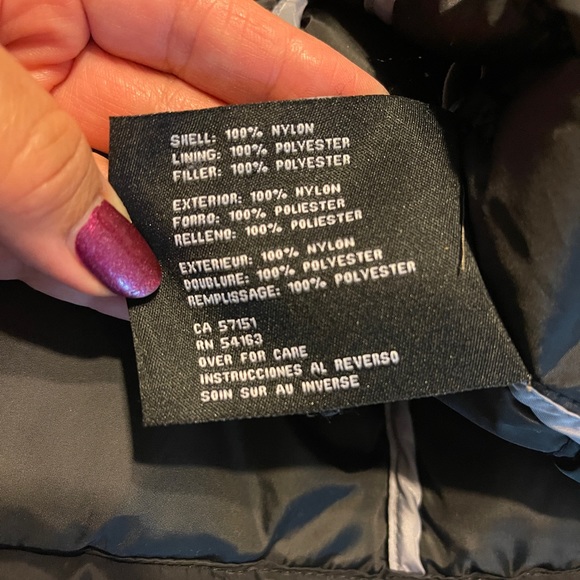 SHELL: 100% NYLON
LINING: 100% POLYESTER
FILLER: 100% POLYESTER
EXTERIOR: 100% NYLON
FORRO: 100% POLIESTER
RELLENO: 100% POLIESTER
EXTERIEUR: 100% NYLON
DOUBLURE: 100% POLYESTER
REMPLISSAGE: 100% POLYESTER
CA 57151
RN 54163
OVER FOR CARE
INSTRUCCIONES AL REVERSO
SOIN SUR AU INVERSE